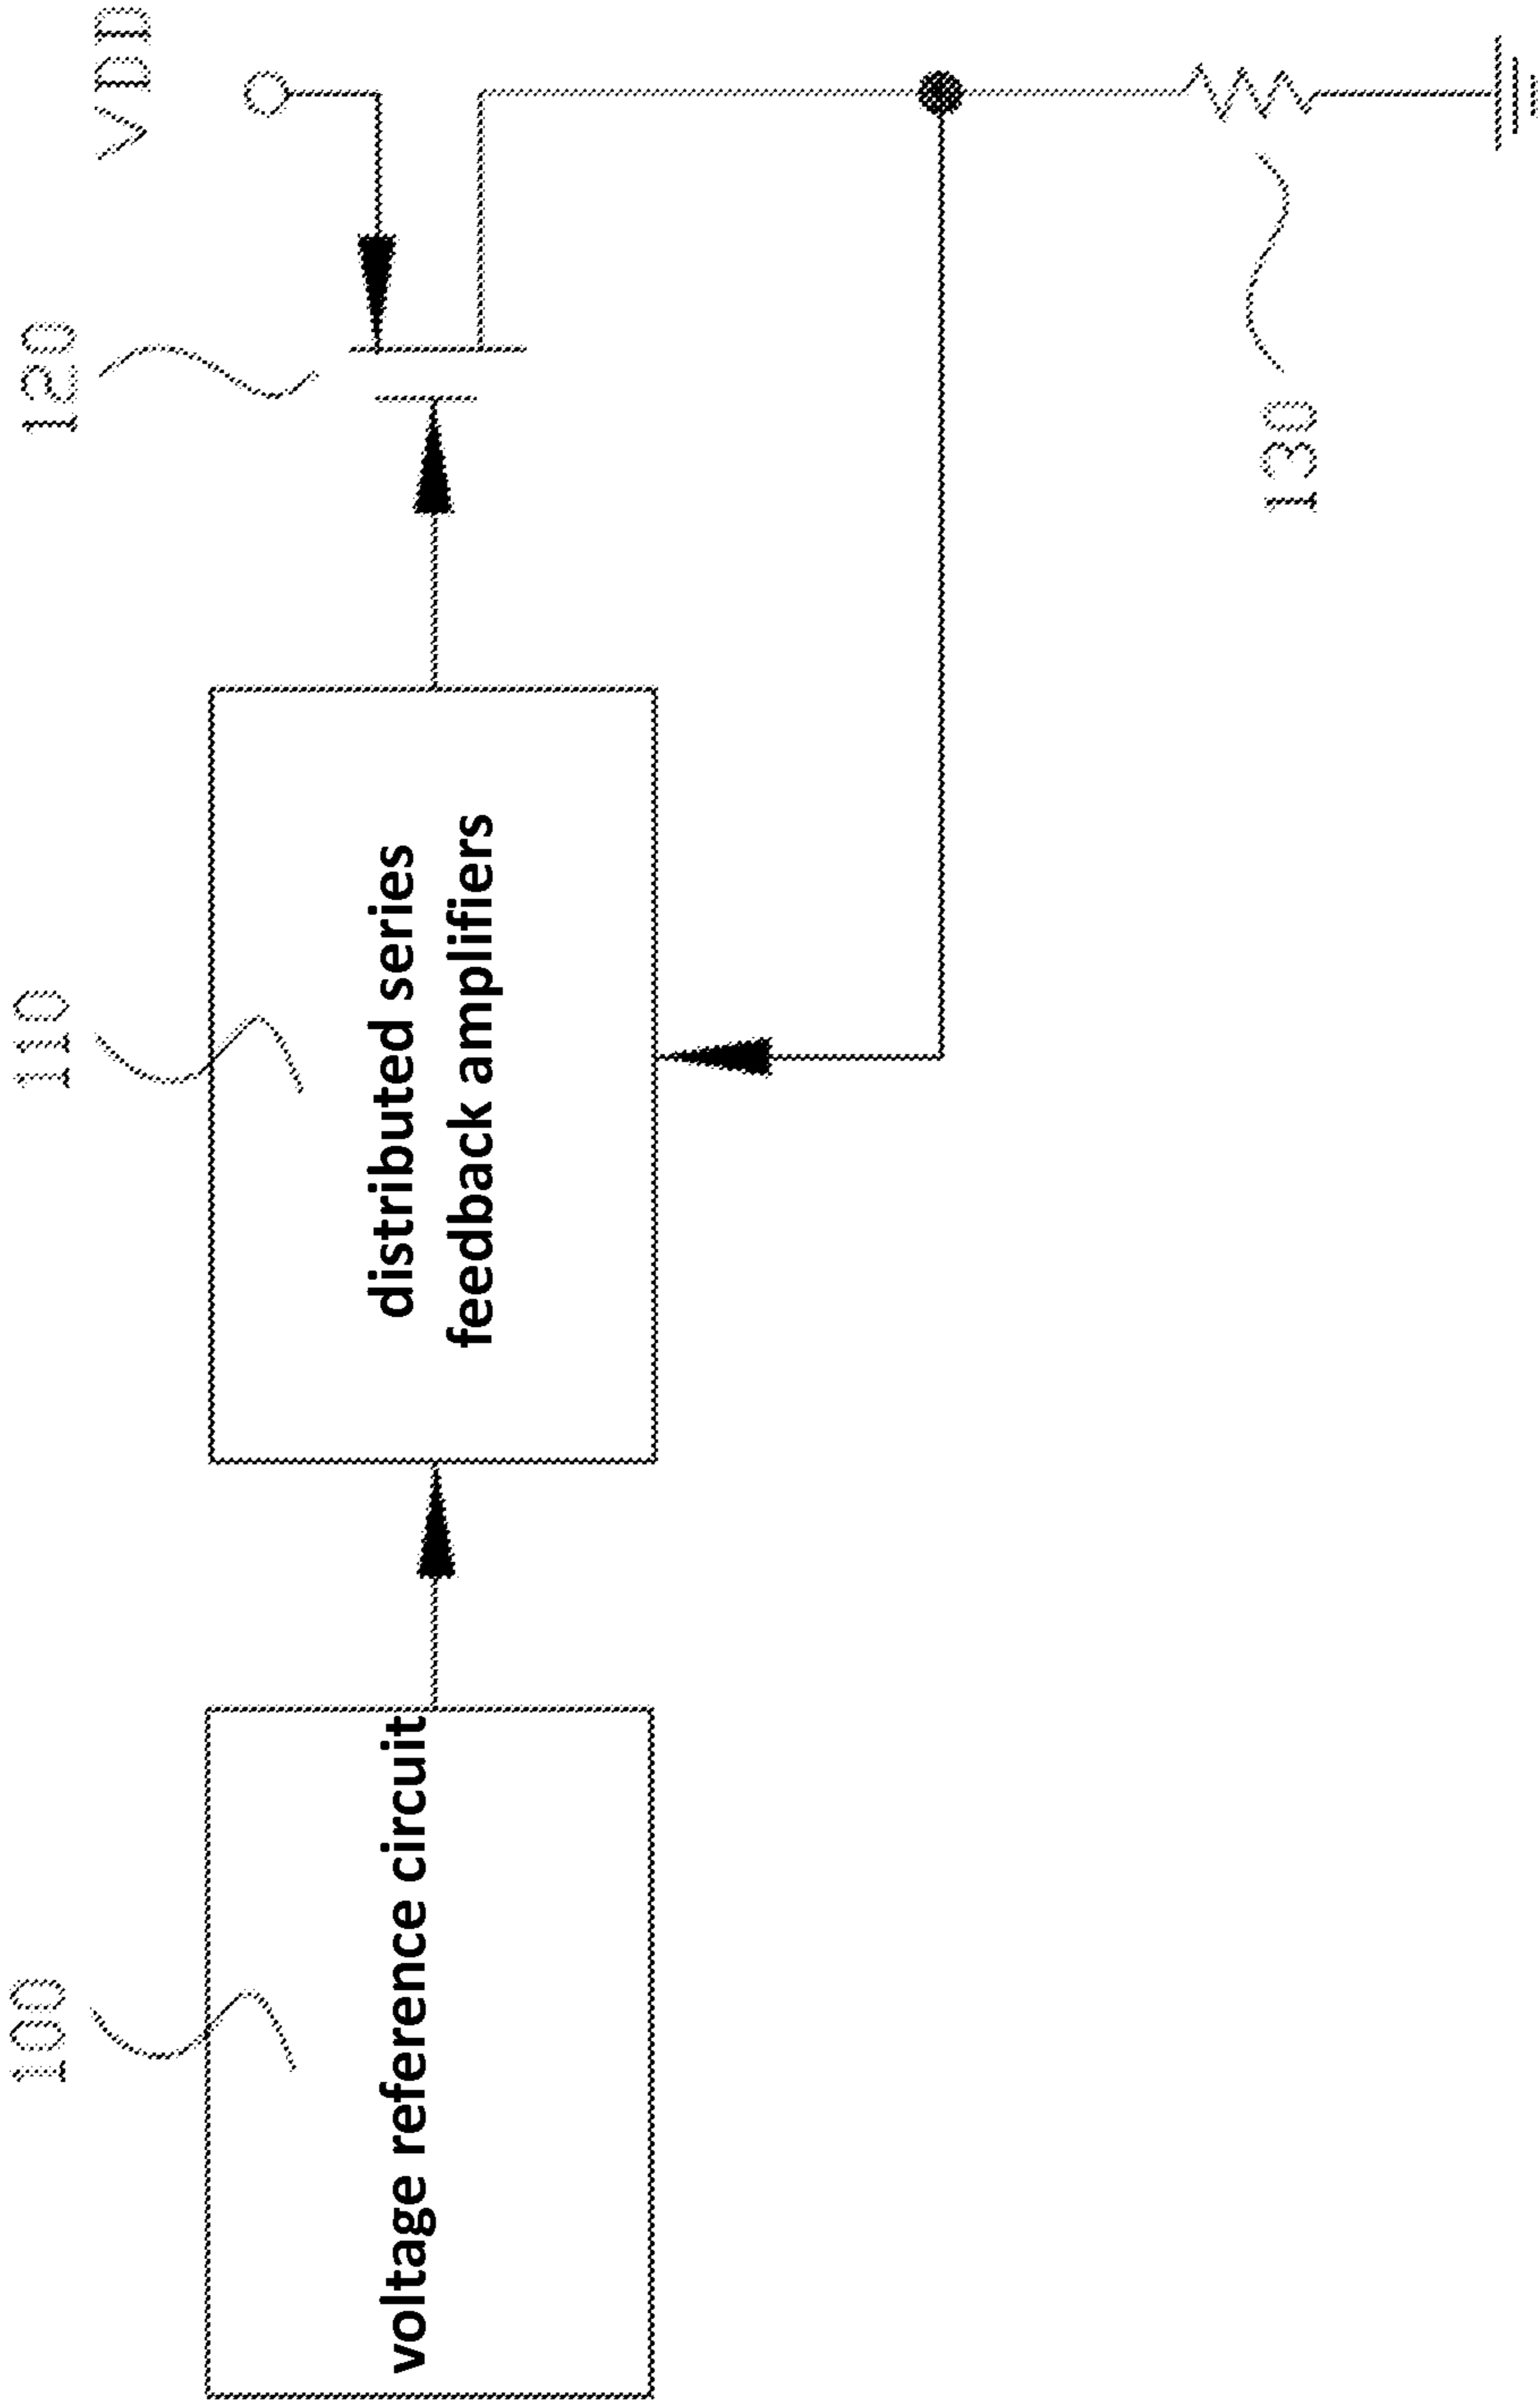 100
voltage reference circuit
110
distributed series
feedback amplifiers
120
VDD
130